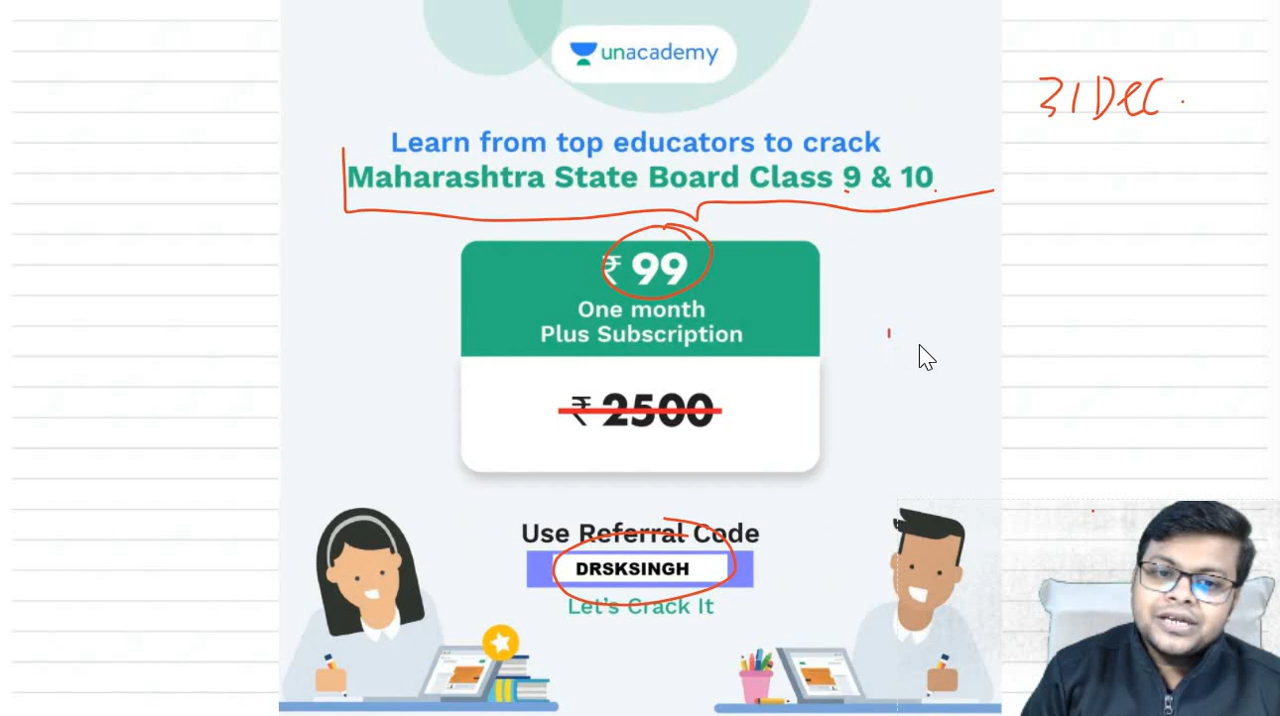 unacademy
31 Dec.
Learn from top educators to crack
Maharashtra State Board Class 9 & 10
₹ 99
One month
Plus Subscription
₹ 2500
Use Referral Code
DRSKSINGH
Let's Crack It